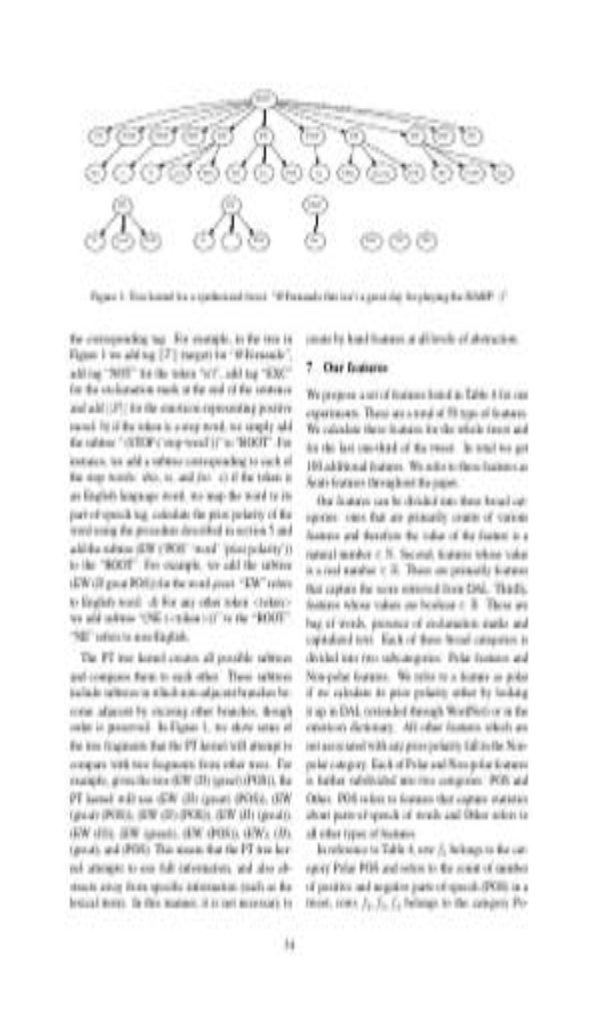 Figure 1: Tree kernel for a synthesized tweet: "@Fernando this isn't a great day for playing the HARP! :)"
the corresponding tag. For example, in the tree in
Figure 1 we add tag ||T|| (target) for "@Fernando",
add tag "NOT" for the token "n't", add tag "EXC"
for the exclamation mark at the end of the sentence
and add ||P|| for the emoticon representing positive
mood. b) if the token is a stop word, we simply add
the subtree "(STOP ('stop-word'))" to "ROOT". For
instance, we add a subtree corresponding to each of
the stop words: this, is, and for. c) if the token is
an English language word, we map the word to its
part-of-speech tag, calculate the prior polarity of the
word using the procedure described in section 5 and
add the subtree (EW ('POS' 'word' 'prior polarity'))
to the "ROOT". For example, we add the subtree
(EW (JJ great POS)) for the word great. "EW" refers
to English word. d) For any other token <token>
we add subtree "(NE (<token>))" to the "ROOT".
"NE" refers to non-English.
The PT tree kernel creates all possible subtrees
and compares them to each other. These subtrees
include subtrees in which non-adjacent branches be-
come adjacent by excising other branches, though
order is preserved. In Figure 1, we show some of
the tree fragments that the PT kernel will attempt to
compare with tree fragments from other trees. For
example, given the tree (EW (JJ) (great) (POS)), the
PT kernel will use (EW (JJ) (great) (POS)), (EW
(great) (POS)), (EW (JJ) (POS)), (EW (JJ) (great)),
(EW (JJ)), (EW (great)), (EW (POS)), (EW), (JJ),
(great), and (POS). This means that the PT tree ker-
nel attempts to use full information, and also ab-
stracts away from specific information (such as the
lexical item). In this manner, it is not necessary to
create by hand features at all levels of abstraction.
7 Our features
We propose a set of features listed in Table 4 for our
experiments. These are a total of 50 type of features.
We calculate these features for the whole tweet and
for the last one-third of the tweet. In total we get
100 additional features. We refer to these features as
Senti-features throughout the paper.
Our features can be divided into three broad cat-
egories: ones that are primarily counts of various
features and therefore the value of the feature is a
natural number ∈ N. Second, features whose value
is a real number ∈ R. These are primarily features
that capture the score retrieved from DAL. Thirdly,
features whose values are boolean ∈ B. These are
bag of words, presence of exclamation marks and
capitalized text. Each of these broad categories is
divided into two subcategories: Polar features and
Non-polar features. We refer to a feature as polar
if we calculate its prior polarity either by looking
it up in DAL (extended through WordNet) or in the
emoticon dictionary. All other features which are
not associated with any prior polarity fall in the Non-
polar category. Each of Polar and Non-polar features
is further subdivided into two categories: POS and
Other. POS refers to features that capture statistics
about parts-of-speech of words and Other refers to
all other types of features.
In reference to Table 4, row f1 belongs to the cat-
egory Polar POS and refers to the count of number
of positive and negative parts-of-speech (POS) in a
tweet, rows f2, f3, f4 belongs to the category Po-
34